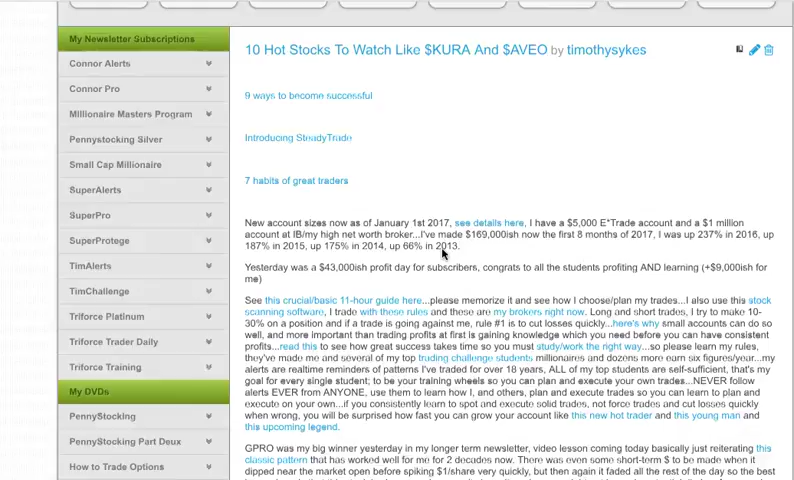 My Newsletter Subscriptions
Connor Alerts
Connor Pro
Millionaire Masters Program
Pennystocking Silver
Small Cap Millionaire
SuperAlerts
SuperPro
SuperProtege
TimAlerts
TimChallenge
Triforce Platinum
Triforce Trader Daily
Triforce Training
My DVDs
PennyStocking
PennyStocking Part Deux
How to Trade Options
10 Hot Stocks To Watch Like $KURA And $AVEO by timothysykes
9 ways to become successful
Introducing SteadyTrade
7 habits of great traders
New account sizes now as of January 1st 2017, see details here, I have a $5,000 E*Trade account and a $1 million
account at IB/my high net worth broker...I've made $169,000ish now the first 8 months of 2017, I was up 237% in 2016, up
187% in 2015, up 175% in 2014, up 66% in 2013.
Yesterday was a $43,000ish profit day for subscribers, congrats to all the students profiting AND learning (+$9,000ish for
me)
See this crucial/basic 11-hour guide here...please memorize it and see how I choose/plan my trades...I also use this stock
scanning software, I trade with these rules and these are my brokers right now. Long and short trades, I try to make 10-
30% on a position and if a trade is going against me, rule #1 is to cut losses quickly...here's why small accounts can do so
well, and more important than trading profits at first is gaining knowledge which you need before you can have consistent
profits...read this to see how great success takes time so you must study/work the right way...so please learn my rules,
they've made me and several of my top trading challenge students millionaires and dozens more earn six figures/year...my
alerts are realtime reminders of patterns I've traded for over 18 years, ALL of my top students are self-sufficient, that's my
goal for every single student; to be your training wheels so you can plan and execute your own trades...NEVER follow
alerts EVER from ANYONE, use them to learn how I, and others, plan and execute trades so you can learn to plan and
execute on your own...if you consistently learn to spot and execute solid trades, not force trades and cut losses quickly
when wrong, you will be surprised how fast you can grow your account like this new hot trader and this young man and
this upcoming legend.
GPRO was my big winner yesterday in my longer term newsletter, video lesson coming today basically just reiterating this
classic pattern that has worked well for me for 2 decades now. There was even some short-term $ to be made when it
dipped near the market open before spiking $1/share very quickly, but then again it faded all the rest of the day so the best